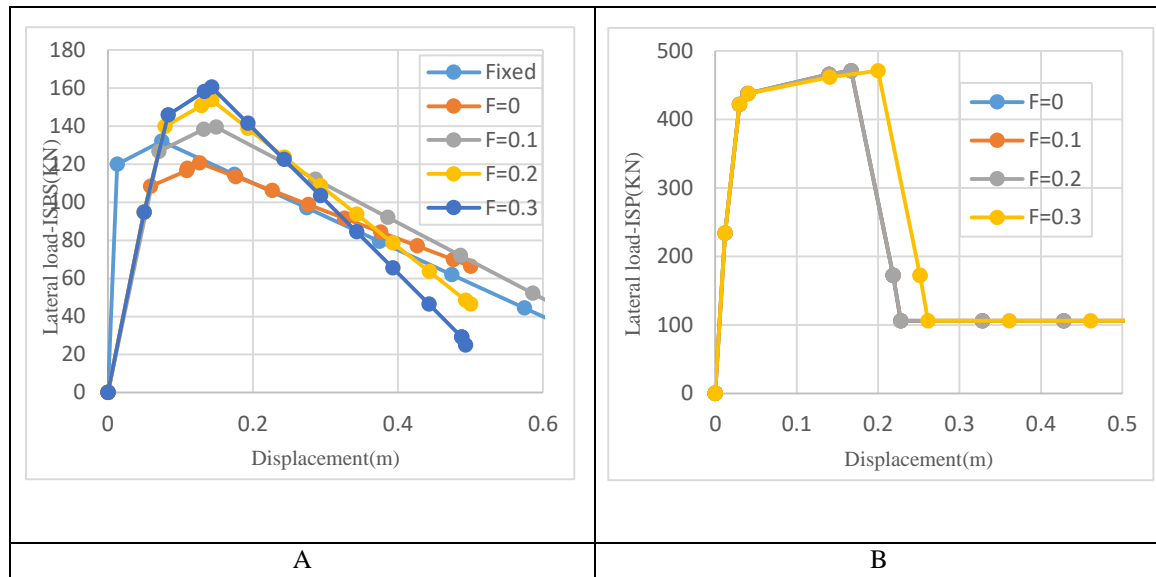 180
160
140
120
100
80
60
40
20
0
Lateral load-ISPS(KN)
0
0.2
0.4
0.6
Displacement(m)
Fixed
F=0
F=0.1
F=0.2
F=0.3
A
500
400
300
200
100
0
Lateral load-ISP(KN)
0
0.1
0.2
0.3
0.4
0.5
Displacement(m)
F=0
F=0.1
F=0.2
F=0.3
B